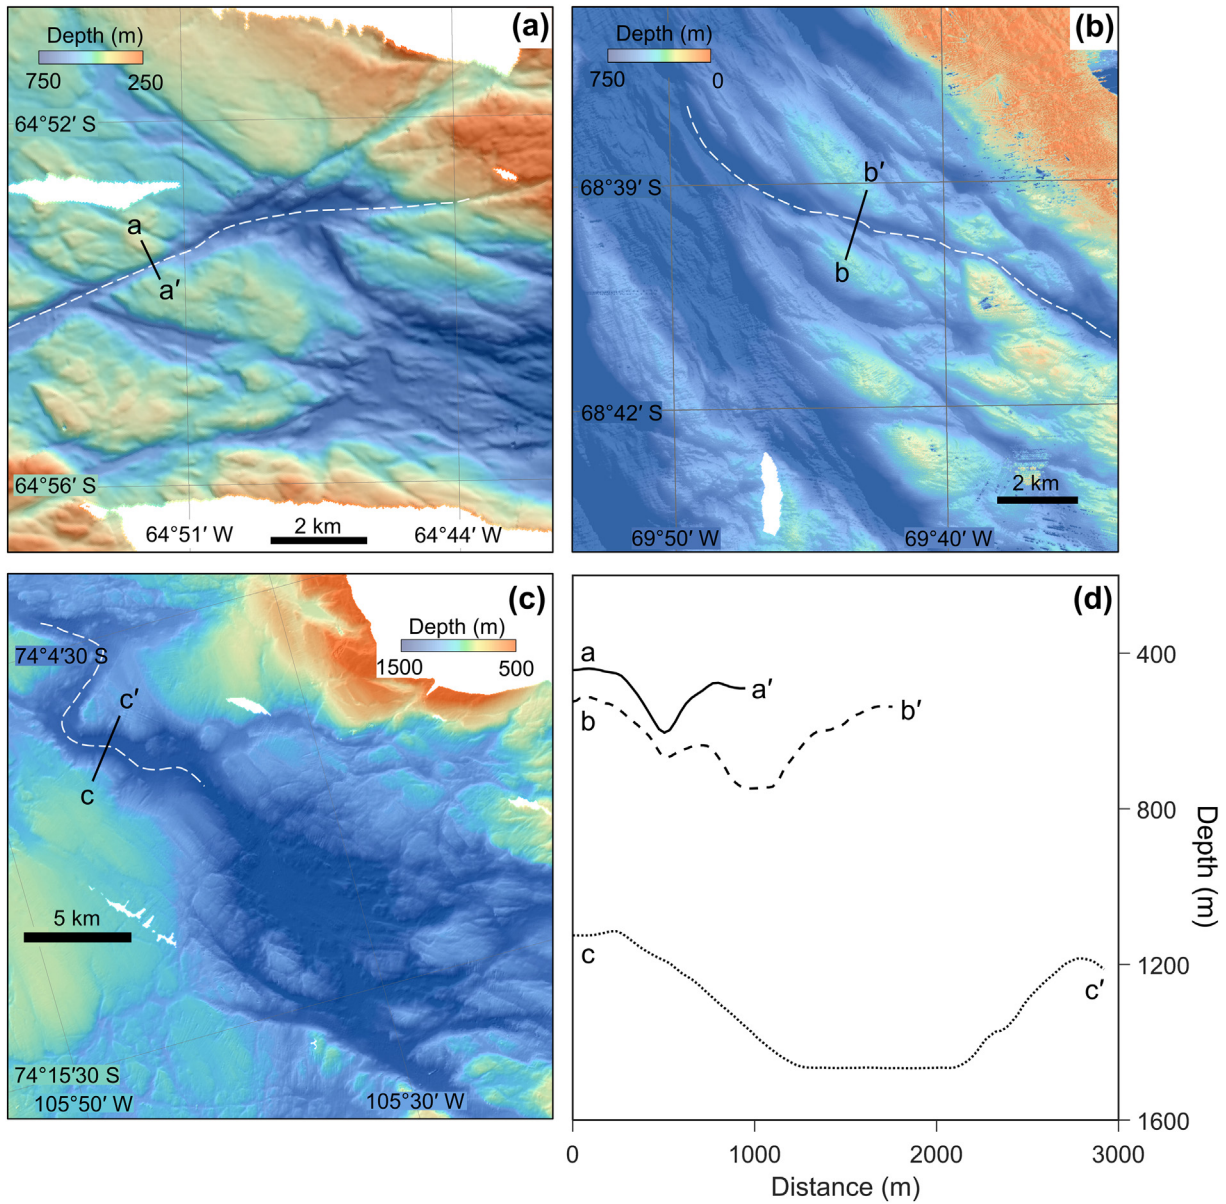 (a)
Depth (m)
750 250
64°52′ S
a
a′
64°56′ S
64°51′ W
2 km
64°44′ W
(b)
Depth (m)
750 0
68°39′ S
b′
b
68°42′ S
2 km
69°50′ W
69°40′ W
(c)
Depth (m)
1500 500
74°4′30 S
c′
c
5 km
74°15′30 S
105°50′ W
105°30′ W
(d)
a
a′
b
b′
c
c′
400
800
1200
1600
Depth (m)
0 1000 2000 3000
Distance (m)